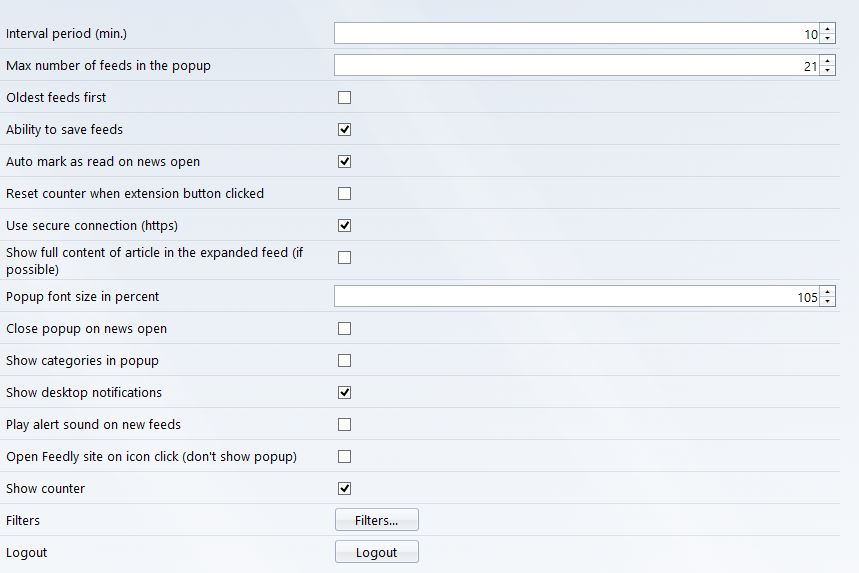 Interval period (min.) 10
Max number of feeds in the popup 21
Oldest feeds first
Ability to save feeds
Auto mark as read on news open
Reset counter when extension button clicked
Use secure connection (https)
Show full content of article in the expanded feed (if
possible)
Popup font size in percent 105
Close popup on news open
Show categories in popup
Show desktop notifications
Play alert sound on new feeds
Open Feedly site on icon click (don't show popup)
Show counter
Filters Filters...
Logout Logout